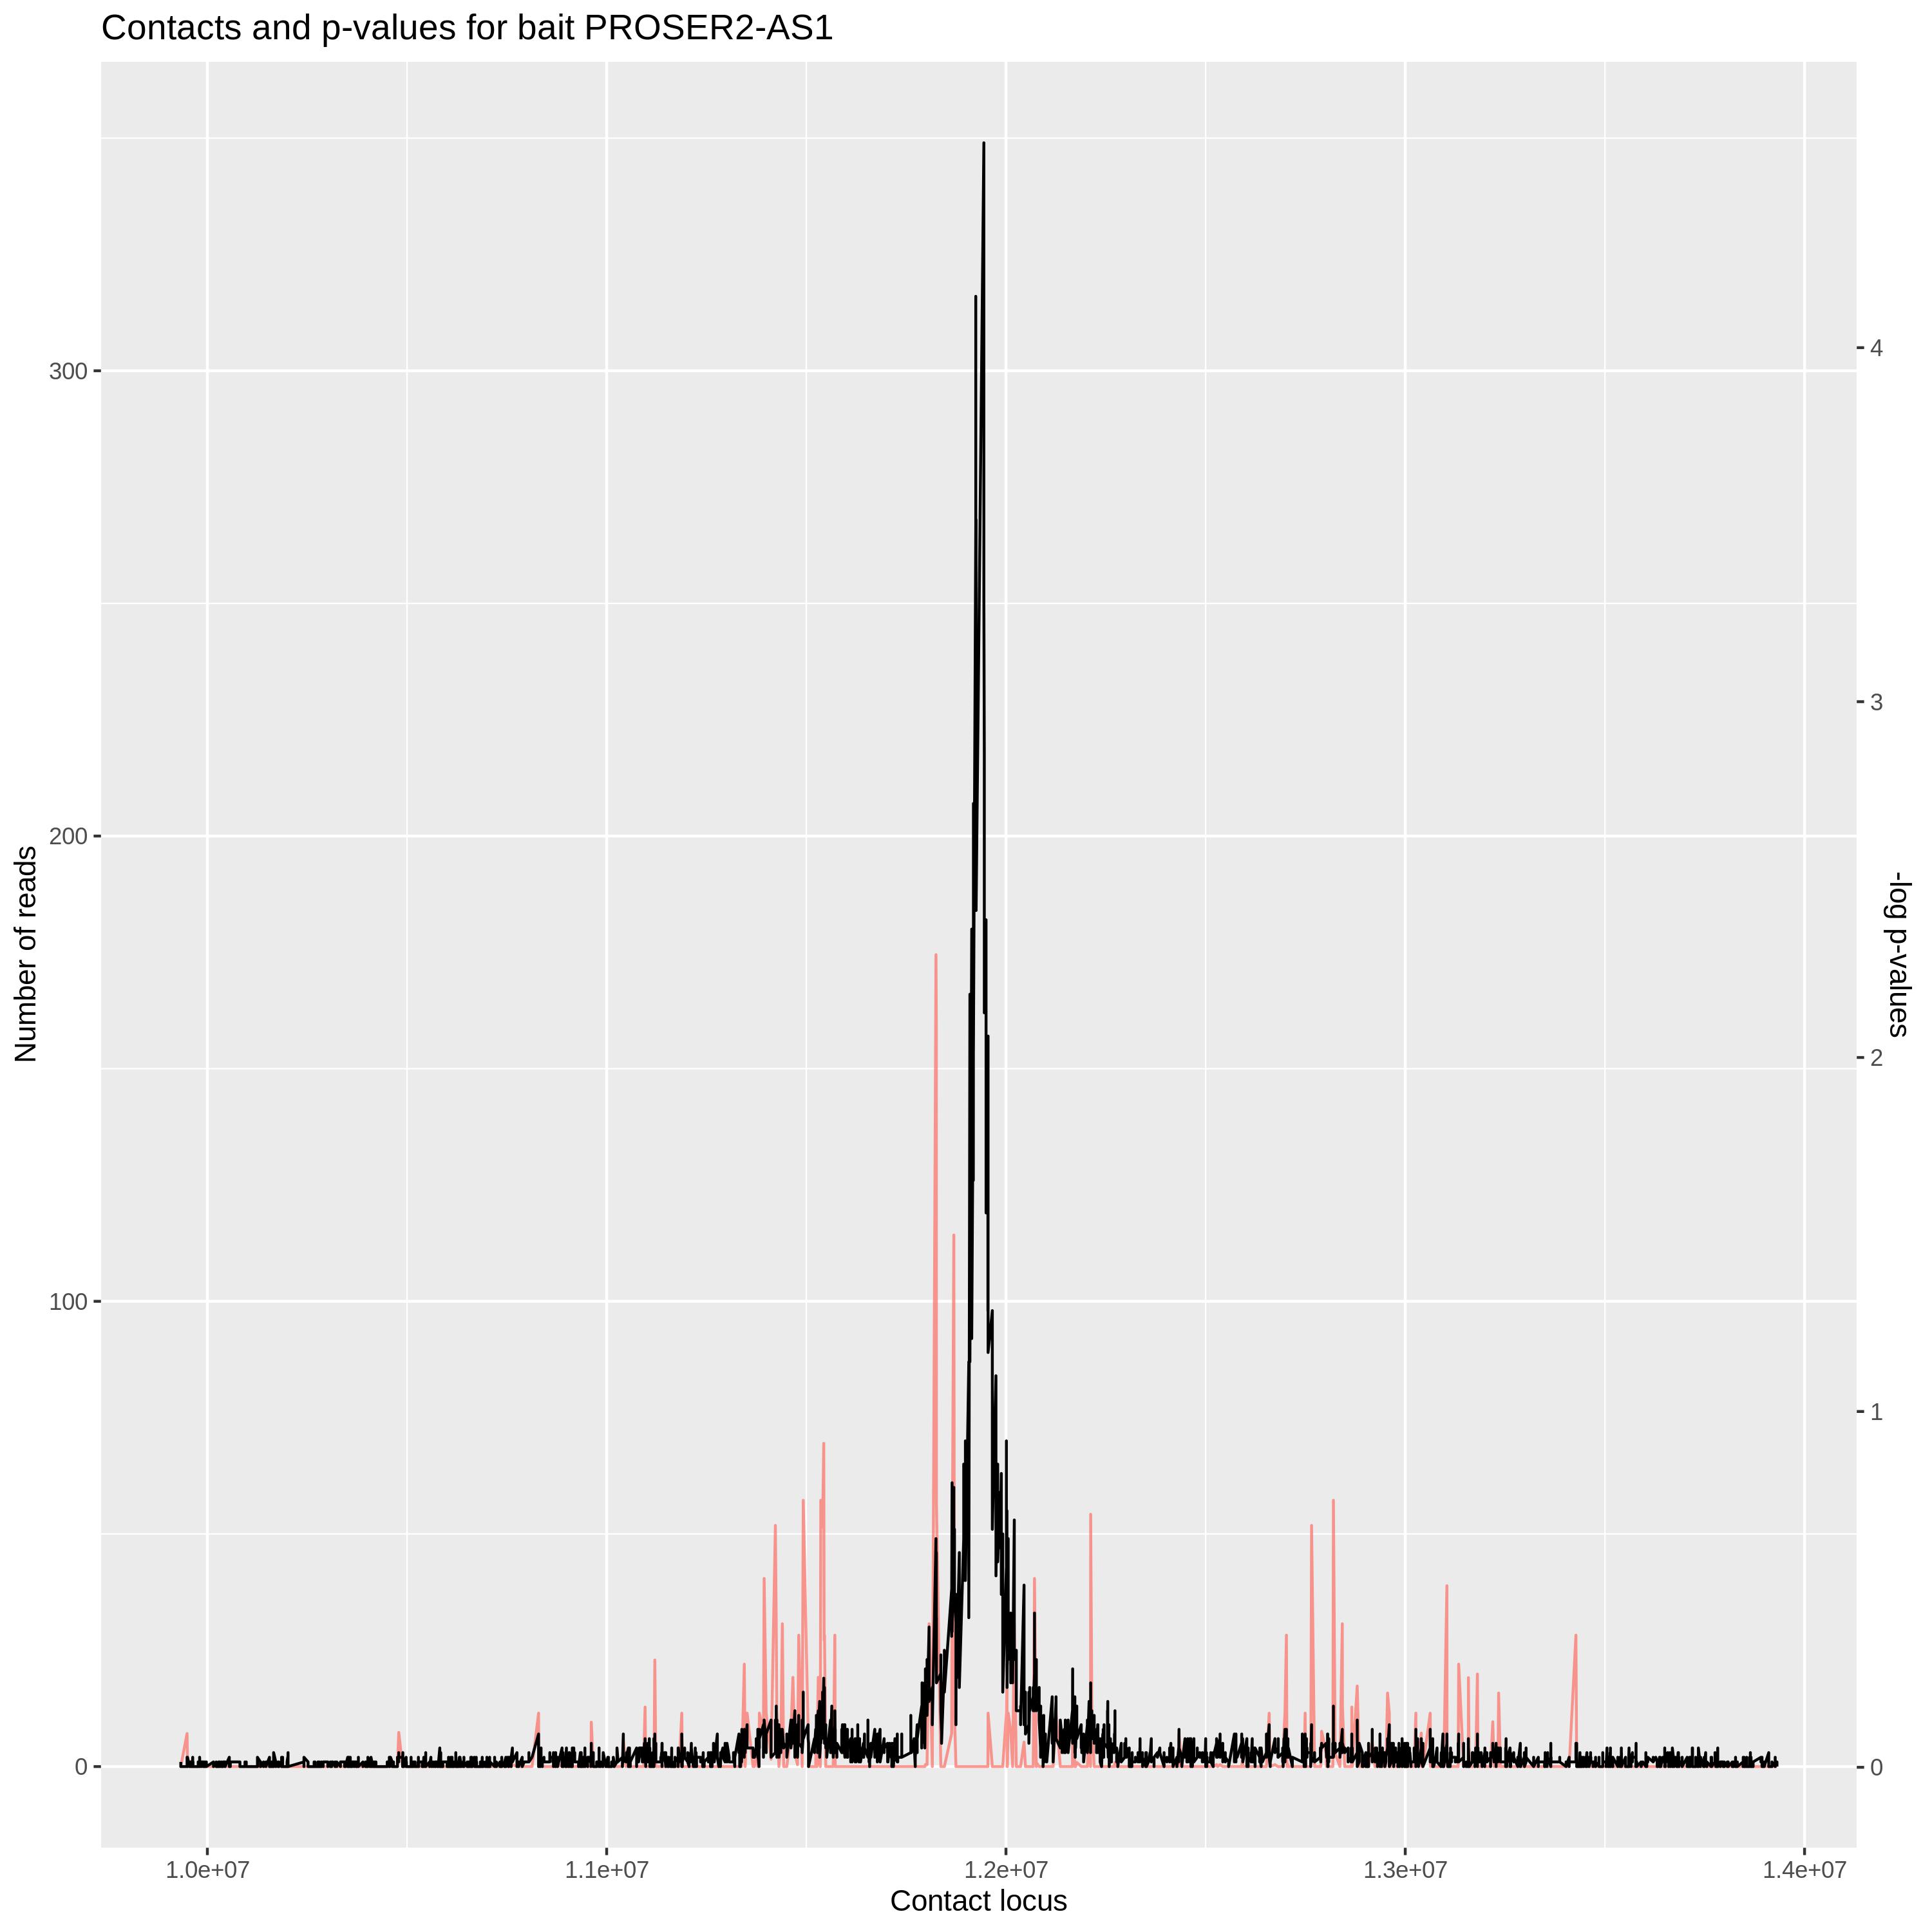 Contacts and p-values for bait PROSER2-AS1
Number of reads
300
200
100
0
4
3
2
1
0
-log p-values
1.0e+07 1.1e+07 1.2e+07 1.3e+07 1.4e+07
Contact locus